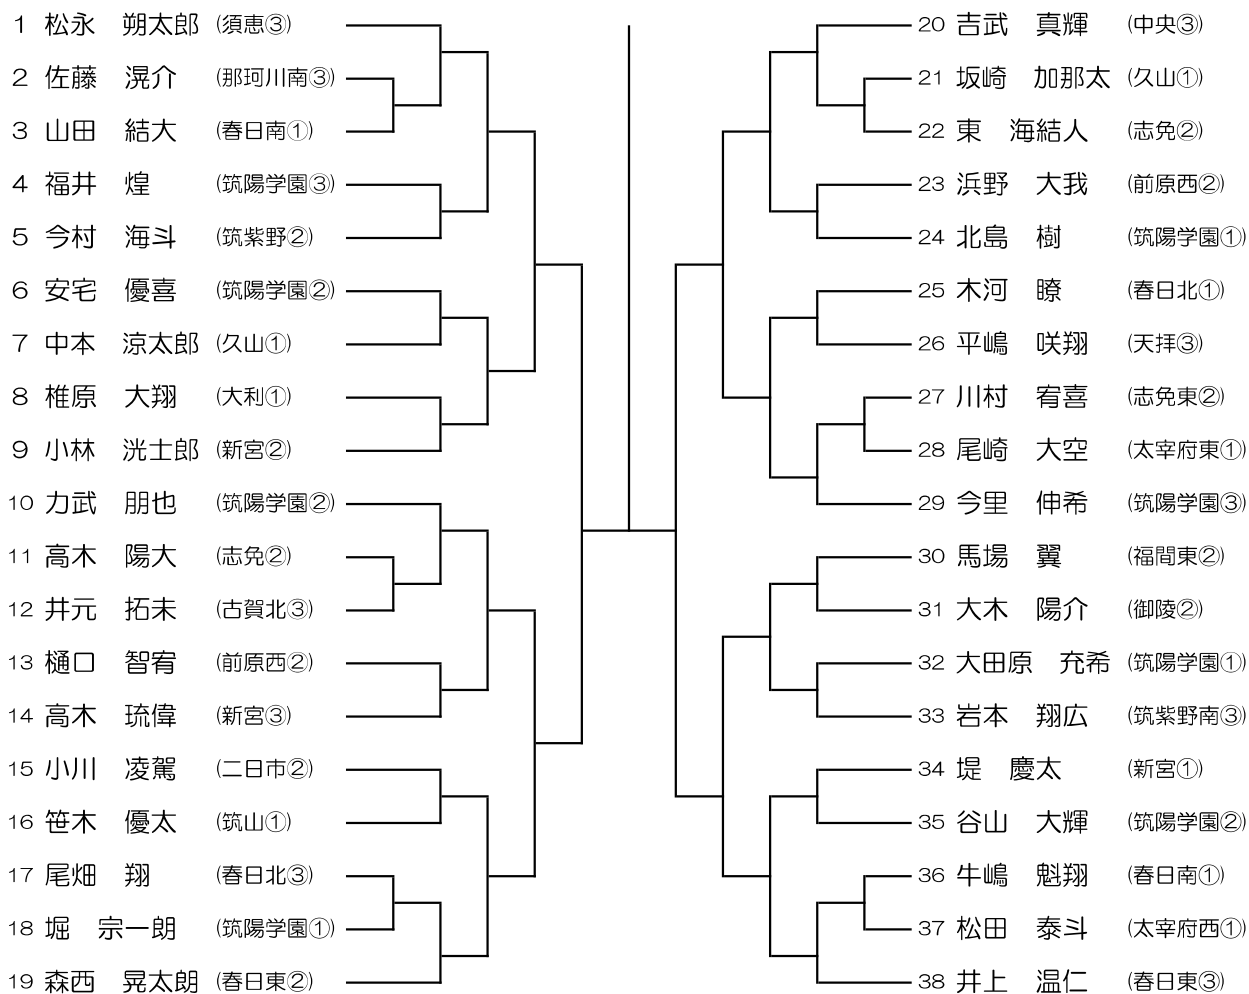 1 松永 朔太郎 (須恵③)
2 佐藤 滉介 (那珂川南③)
3 山田 結大 (春日南①)
4 福井 煌 (筑陽学園③)
5 今村 海斗 (筑紫野②)
6 安宅 優喜 (筑陽学園②)
7 中本 涼太郎 (久山①)
8 椎原 大翔 (大利①)
9 小林 洸士郎 (新宮②)
10 力武 朋也 (筑陽学園②)
11 高木 陽大 (志免②)
12 井元 拓未 (古賀北③)
13 樋口 智宥 (前原西②)
14 高木 琉偉 (新宮③)
15 小川 凌駕 (二日市②)
16 笹木 優太 (筑山①)
17 尾畑 翔 (春日北③)
18 堀 宗一朗 (筑陽学園①)
19 森西 晃太朗 (春日東②)
20 吉武 真輝 (中央③)
21 坂崎 加那太 (久山①)
22 東 海結人 (志免②)
23 浜野 大我 (前原西②)
24 北島 樹 (筑陽学園①)
25 木河 瞭 (春日北①)
26 平嶋 咲翔 (天拝③)
27 川村 宥喜 (志免東②)
28 尾崎 大空 (太宰府東①)
29 今里 伸希 (筑陽学園③)
30 馬場 翼 (福間東②)
31 大木 陽介 (御陵②)
32 大田原 充希 (筑陽学園①)
33 岩本 翔広 (筑紫野南③)
34 堤 慶太 (新宮①)
35 谷山 大輝 (筑陽学園②)
36 牛嶋 魁翔 (春日南①)
37 松田 泰斗 (太宰府西①)
38 井上 温仁 (春日東③)